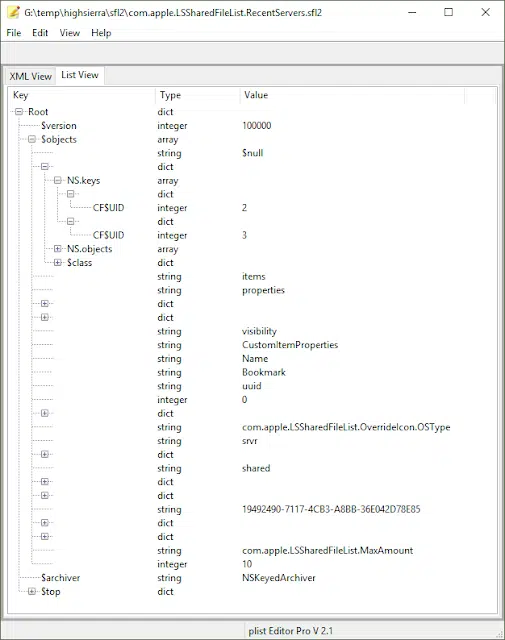 G:\temp\highsierra\sfl2\com.apple.LSSharedFileList.RecentServers.sfl2
File Edit View Help
XML View List View
Key Type Value
Root dict
$version integer 100000
$objects array
string $null
dict
NS.keys array
dict
CF$UID integer 2
dict
CF$UID integer 3
NS.objects array
$class dict
string items
string properties
dict
dict
string visibility
string CustomItemProperties
string Name
string Bookmark
string uuid
integer 0
dict
string com.apple.LSSharedFileList.OverrideIcon.OSType
string srvr
dict
string shared
dict
dict
string 19492490-7117-4CB3-A8BB-36E042D78E85
dict
dict
string com.apple.LSSharedFileList.MaxAmount
integer 10
$archiver string NSKeyedArchiver
$top dict
plist Editor Pro V 2.1